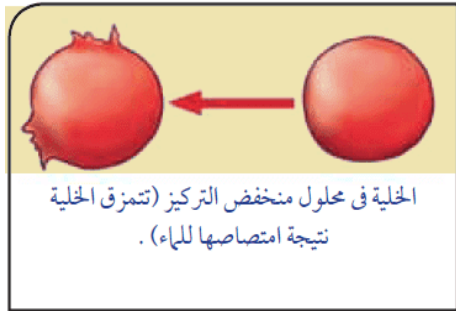 الخلية فى محلول منخفض التركيز (تتمزق الخلية
نتيجة امتصاصها للماء) .